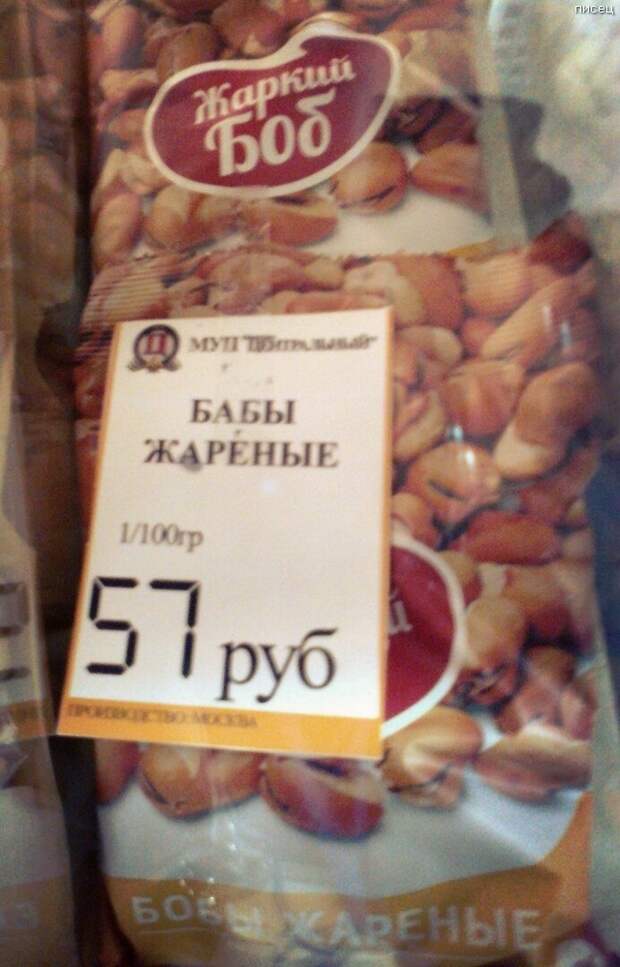 писец
Жаркий
Боб
Ц
МУП "ЦЕНТРАЛЬНЫЙ"
БАБЫ
ЖАРЕНЫЕ
1/100гр
57 руб
ПРОИЗВОДСТВО: МОСКВА
й
БОБЫ ЖАРЕНЫЕ